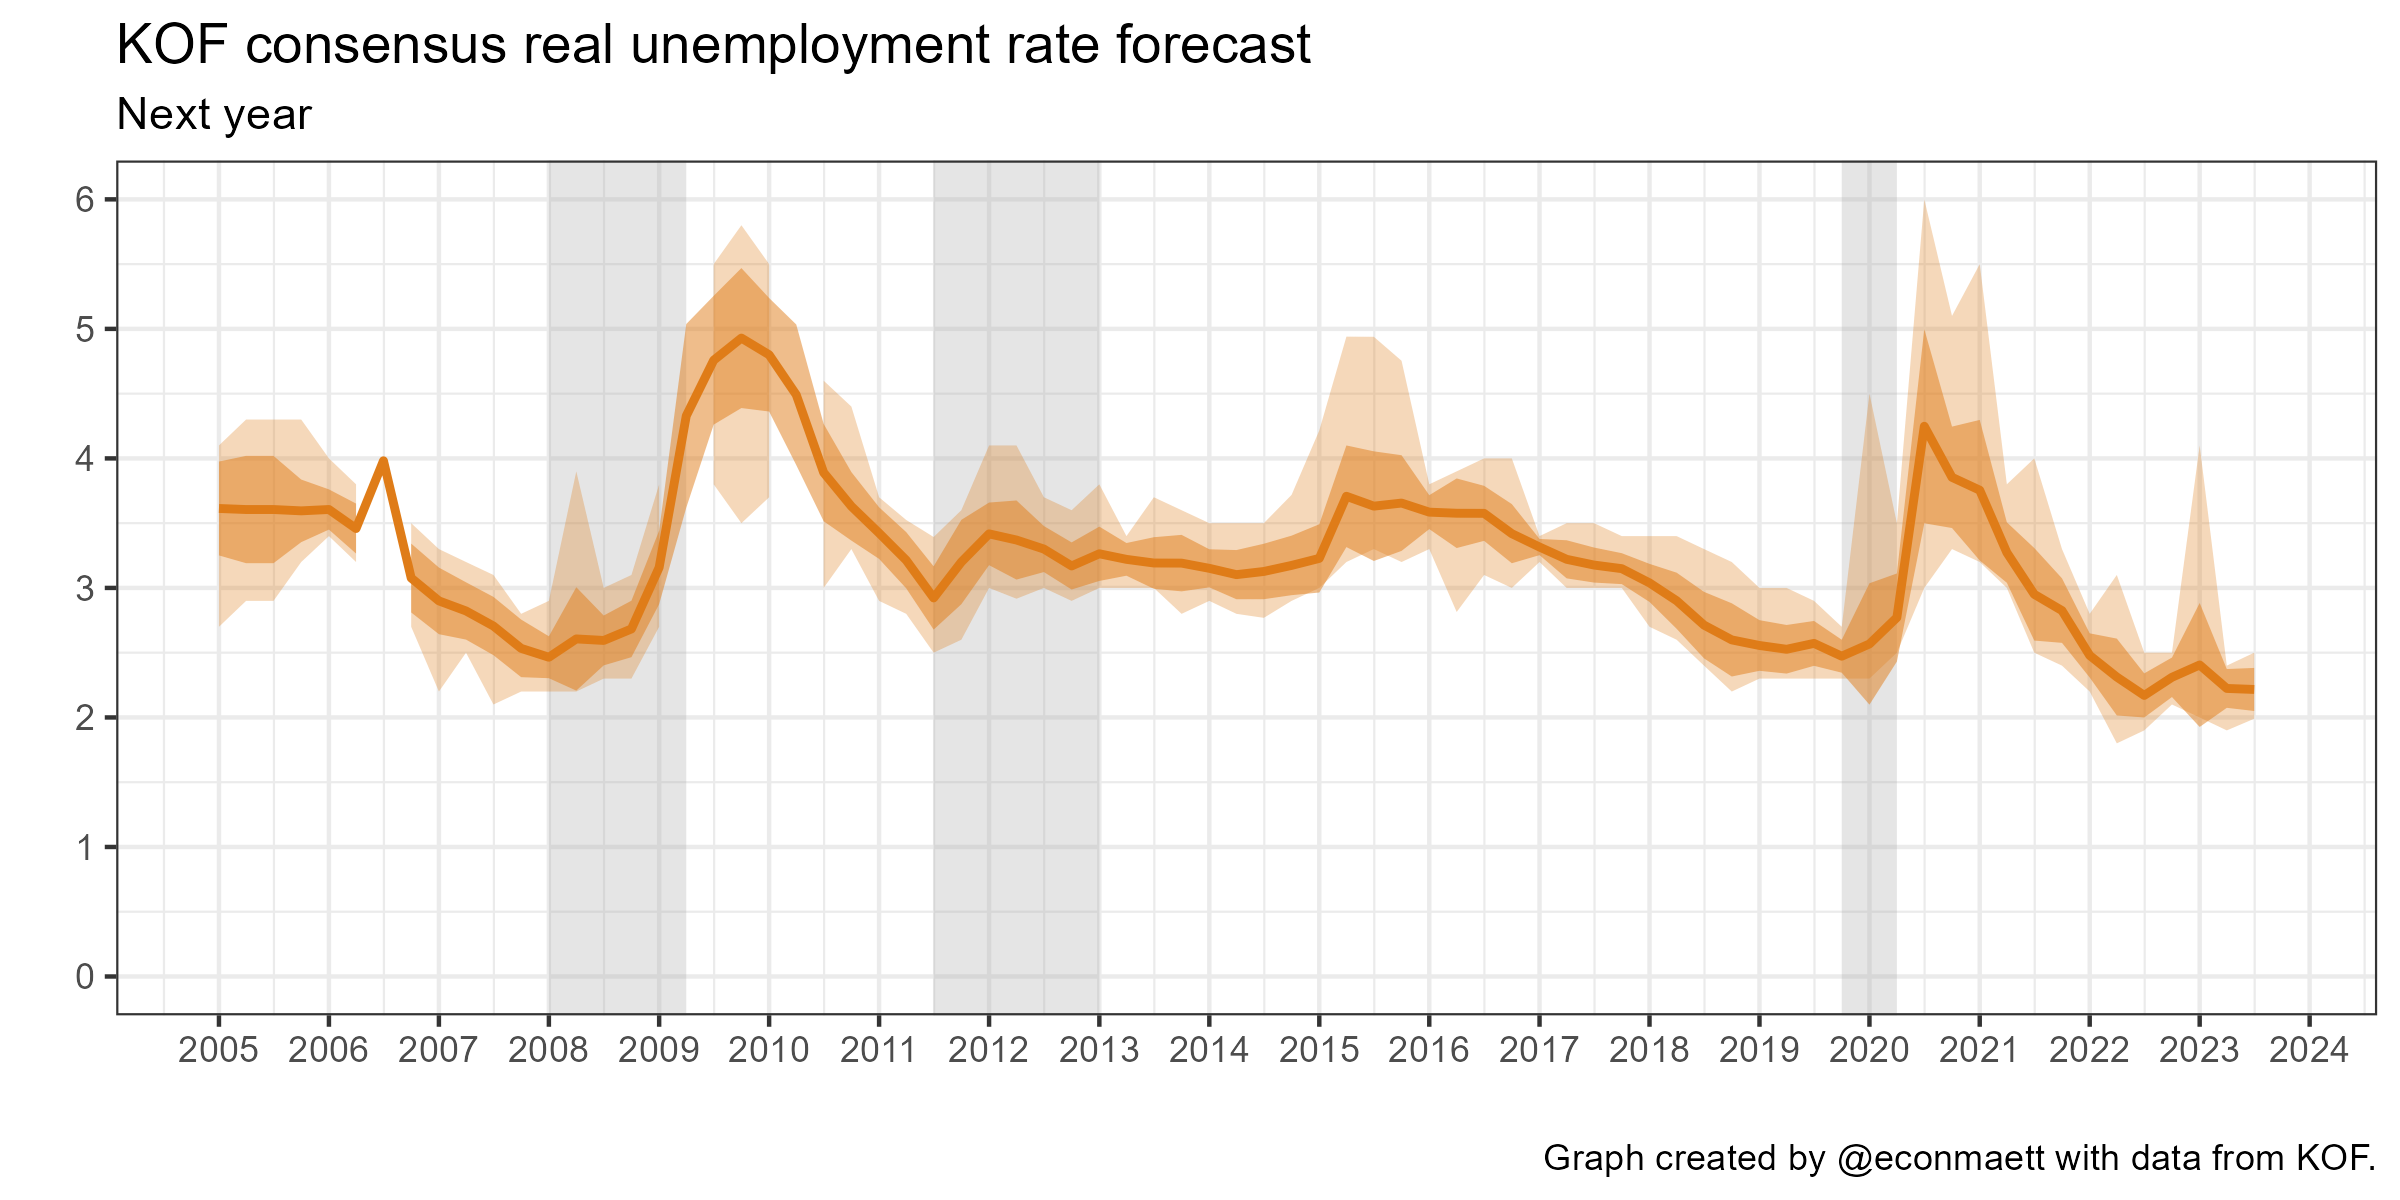 KOF consensus real unemployment rate forecast
Next year
6
5
4
3
2
1
0
2005 2006 2007 2008 2009 2010 2011 2012 2013 2014 2015 2016 2017 2018 2019 2020 2021 2022 2023 2024
Graph created by @econmaett with data from KOF.